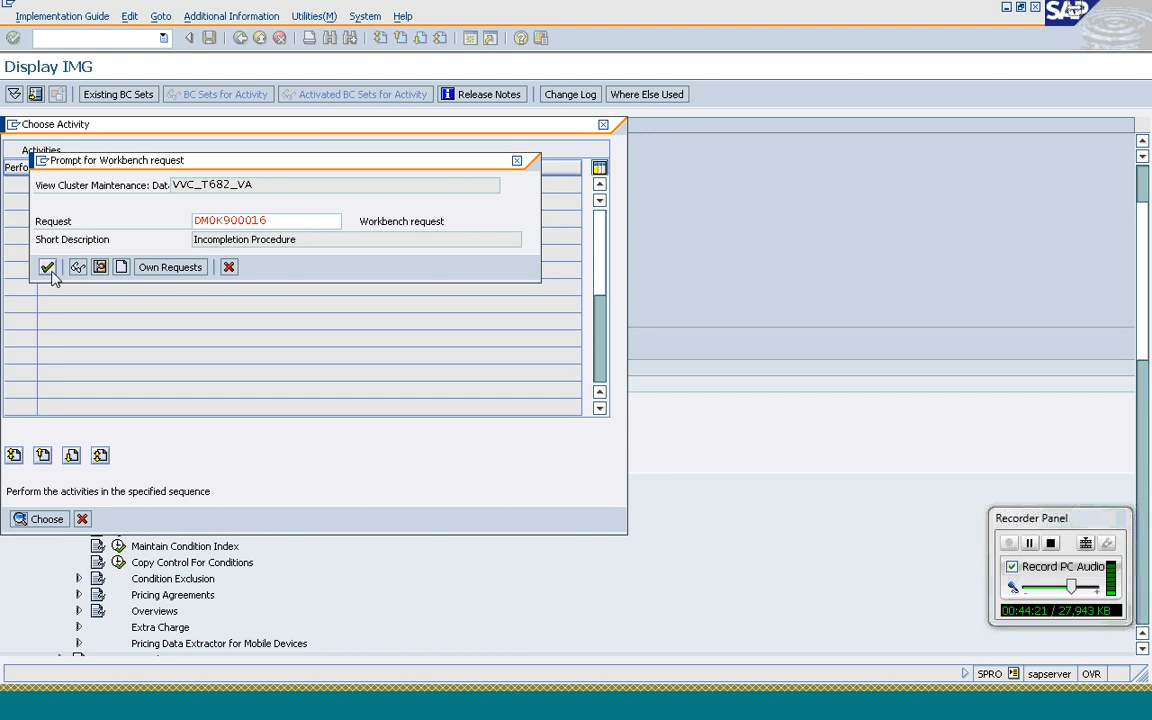 SAP
Implementation Guide Edit Goto Additional Information Utilities(M) System Help
Display IMG
Existing BC Sets BC Sets for Activity Activated BC Sets for Activity Release Notes Change Log Where Else Used
Choose Activity
Activities
Perfo
Prompt for Workbench request
View Cluster Maintenance: Dat VVC_T682_VA
Request DM0K900016 Workbench request
Short Description Incompletion Procedure
Own Requests
Perform the activities in the specified sequence
Choose
Maintain Condition Index
Copy Control For Conditions
Condition Exclusion
Pricing Agreements
Overviews
Extra Charge
Pricing Data Extractor for Mobile Devices
Recorder Panel
Record PC Audio
00:44:21 / 27,943 KB
SPRO sapserver OVR